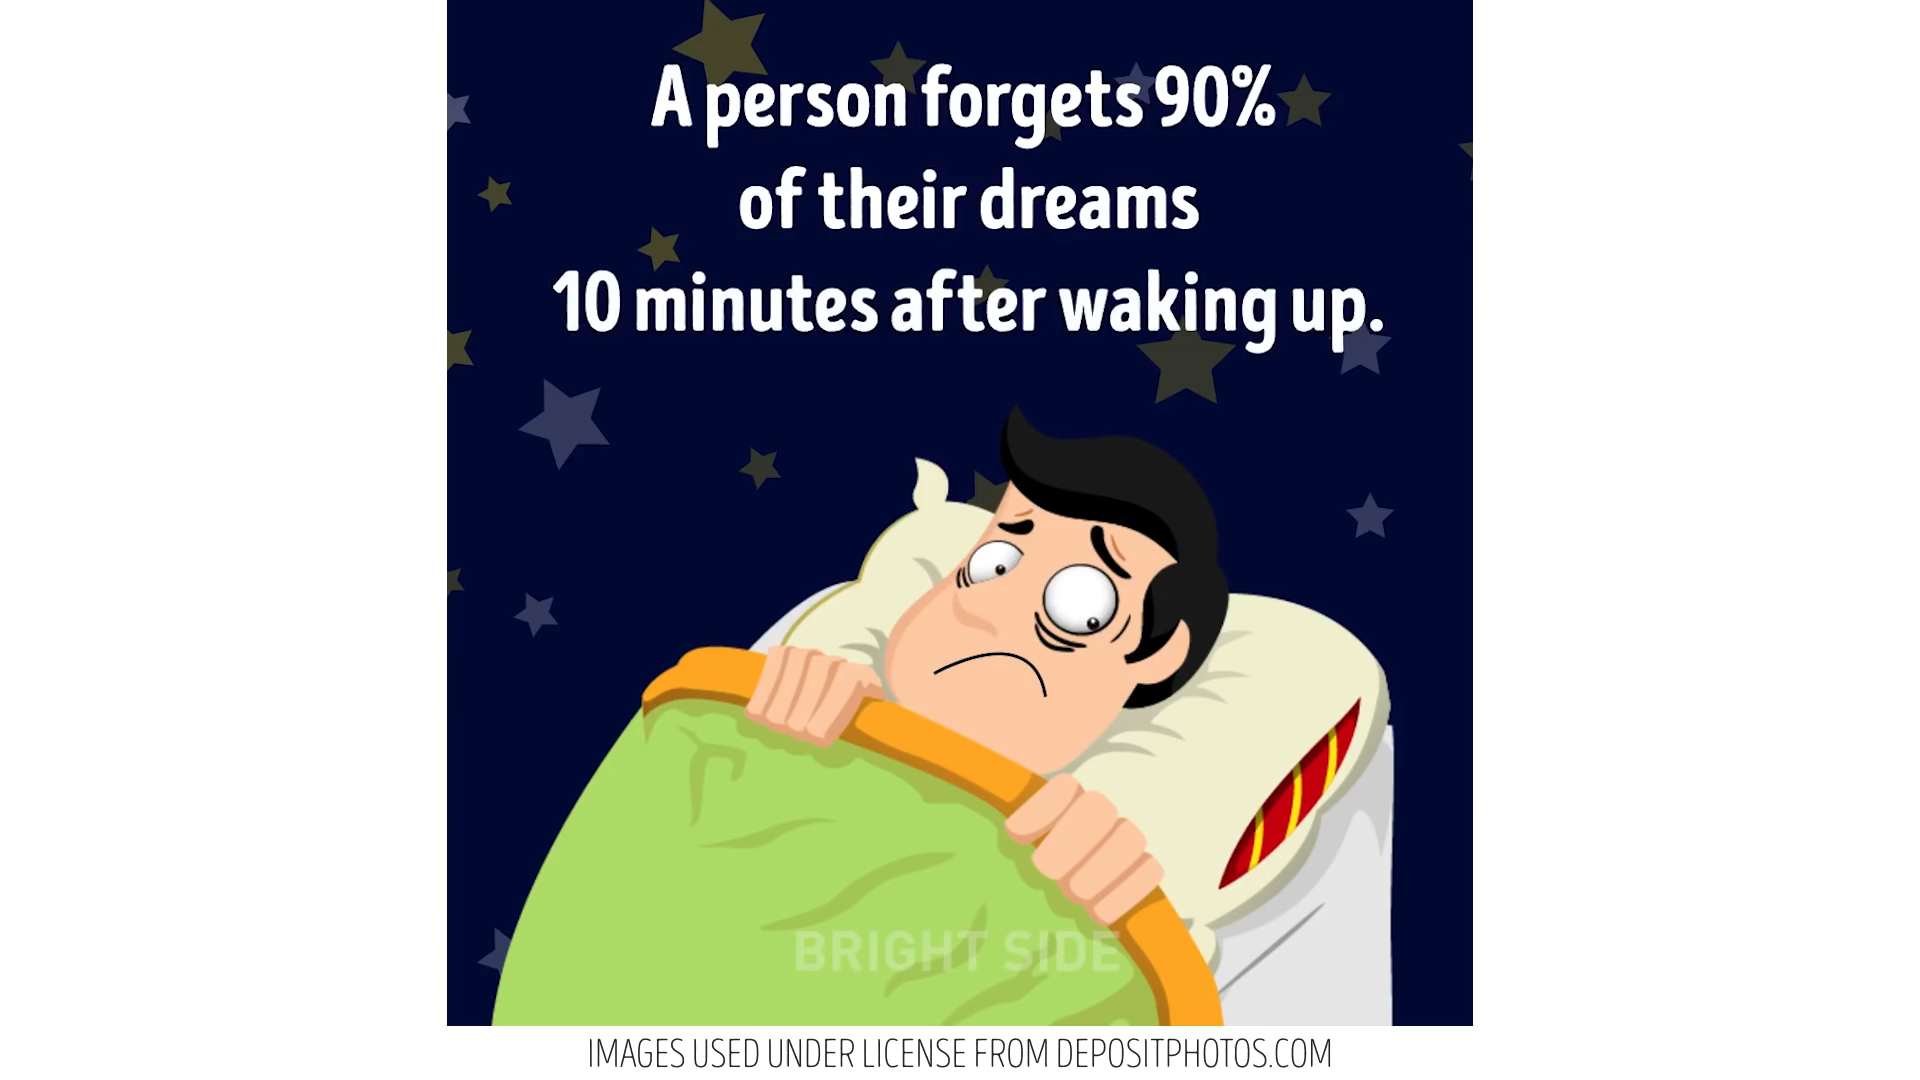 A person forgets 90%
of their dreams
10 minutes after waking up.
BRIGHT SIDE
IMAGES USED UNDER LICENSE FROM DEPOSITPHOTOS.COM